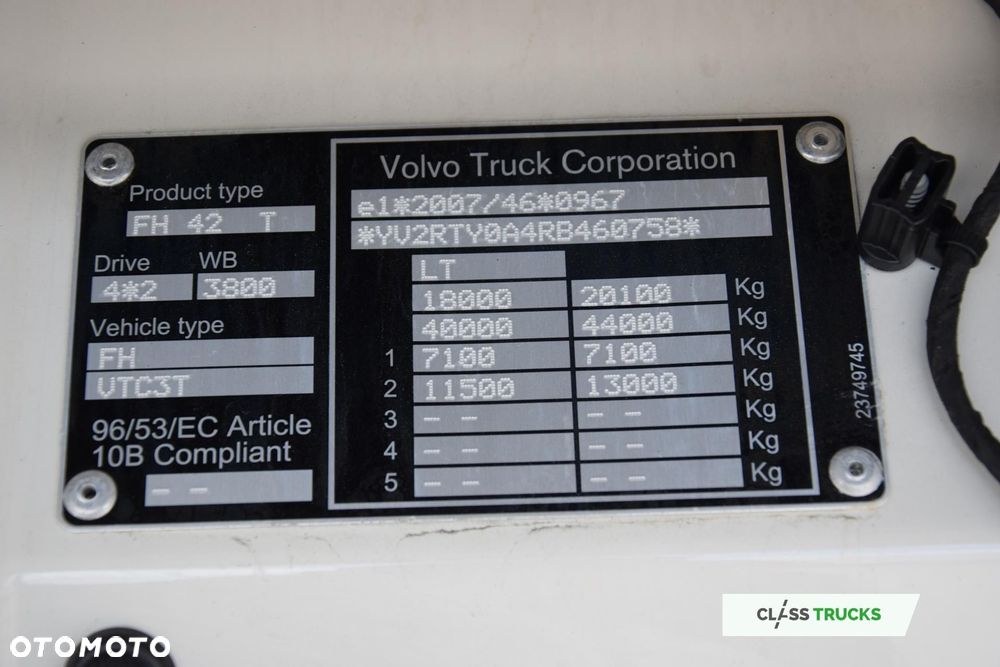 Volvo Truck Corporation
Product type
FH 42 T
e1*2007/46*0967
*YV2RTY0A4RB460758*
Drive WB
4*2 3800
Vehicle type
FH
VTC3T
96/53/EC Article
10B Compliant
– –
LT
18000 20100 Kg
40000 44000 Kg
1 7100 7100 Kg
2 11500 13000 Kg
3 – – – – Kg
4 – – – – Kg
5 – – – – Kg
23749745
CLASS TRUCKS
OTOMOTO